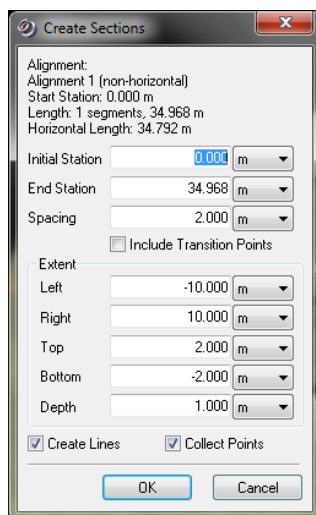 Create Sections
Alignment:
Alignment 1 (non-horizontal)
Start Station: 0.000 m
Length: 1 segments, 34.968 m
Horizontal Length: 34.792 m
Initial Station 0.000 m
End Station 34.968 m
Spacing 2.000 m
Include Transition Points
Extent
Left -10.000 m
Right 10.000 m
Top 2.000 m
Bottom -2.000 m
Depth 1.000 m
Create Lines Collect Points
OK Cancel